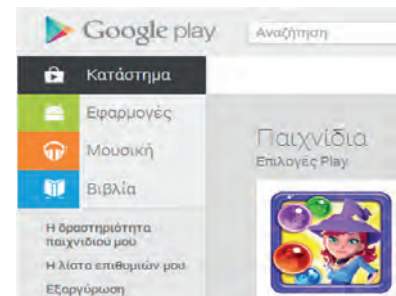 Google play
Αναζήτηση
Κατάστημα
Εφαρμογές
Μουσική
Βιβλία
Παιχνίδια
Επιλογές Play
Η δραστηριότητα
παιχνιδιού μου
Η λίστα επιθυμιών μου
Εξαργύρωση